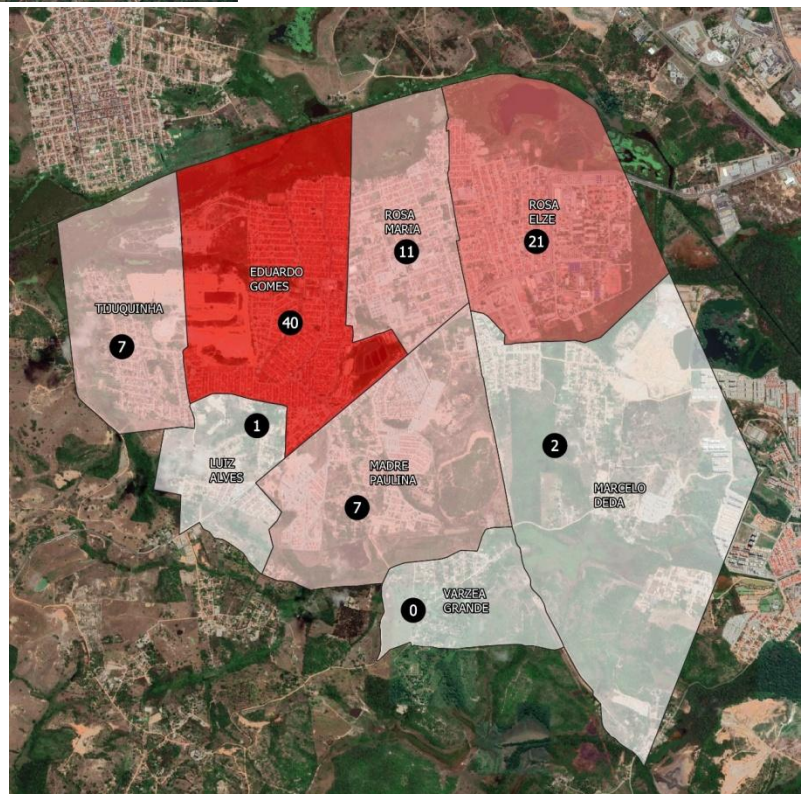 ROSA
ELZE
21
ROSA
MARIA
11
EDUARDO
GOMES
40
TIJUQUINHA
7
1
LUIZ
ALVES
MADRE
PAULINA
7
2
MARCELO
DEDA
VARZEA
GRANDE
0